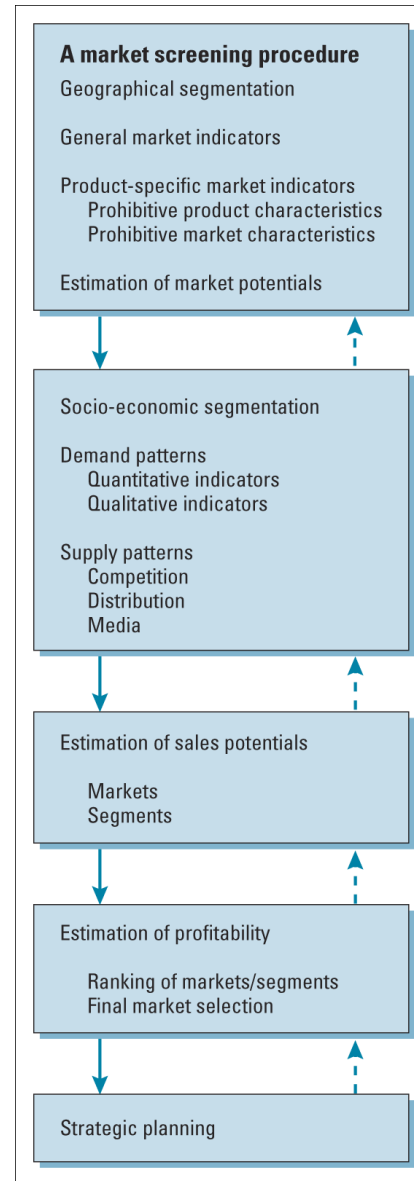 A market screening procedure
Geographical segmentation
General market indicators
Product-specific market indicators
Prohibitive product characteristics
Prohibitive market characteristics
Estimation of market potentials
Socio-economic segmentation
Demand patterns
Quantitative indicators
Qualitative indicators
Supply patterns
Competition
Distribution
Media
Estimation of sales potentials
Markets
Segments
Estimation of profitability
Ranking of markets/segments
Final market selection
Strategic planning